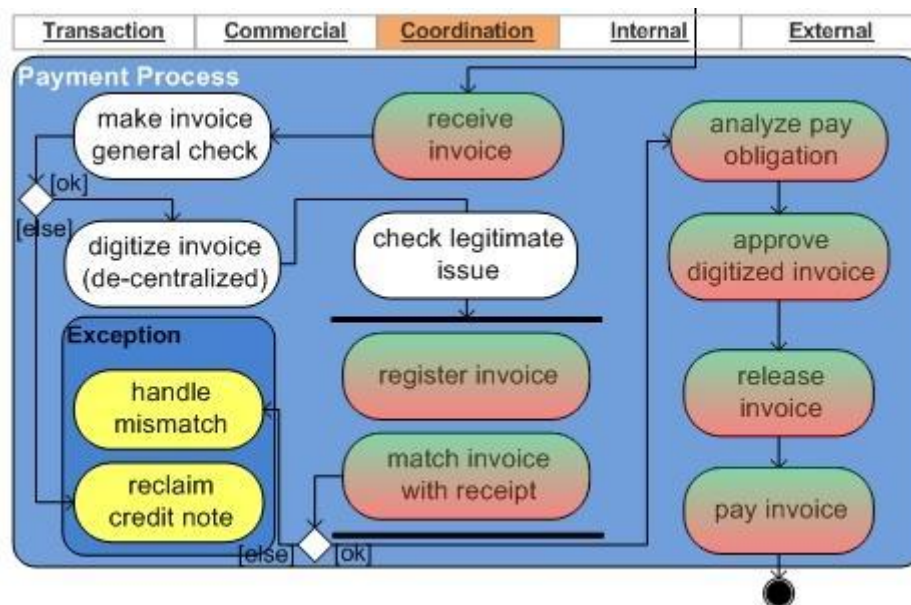 Transaction
Commercial
Coordination
Internal
External
Payment Process
make invoice
general check
receive
invoice
analyze pay
obligation
[ok]
[else]
digitize invoice
(de-centralized)
check legitimate
issue
approve
digitized invoice
Exception
handle
mismatch
register invoice
release
invoice
reclaim
credit note
match invoice
with receipt
pay invoice
[else]
[ok]